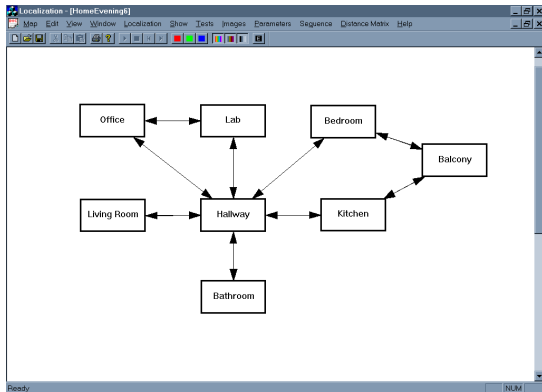 Localization - [HomeEvening6]
Map Edit View Window Localization Show Tests Images Parameters Sequence Distance Matrix Help
Office
Lab
Bedroom
Balcony
Living Room
Hallway
Kitchen
Bathroom
Ready
NUM